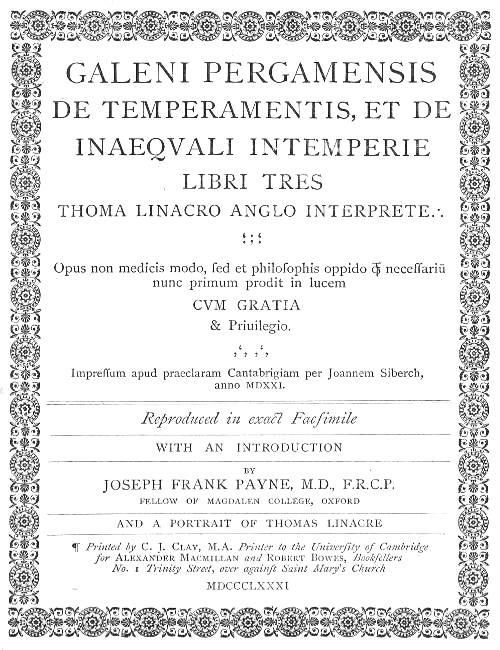 GALENI PERGAMENSIS
DE TEMPERAMENTIS, ET DE
INAEQVALI INTEMPERIE
LIBRI TRES
THOMA LINACRO ANGLO INTERPRETE∴
Opus non medicis modo, ſed et philoſophis oppido ꝙ̃ neceſſariū
nunc primum prodit in lucem
CVM GRATIA
& Priuilegio.
Impreſſum apud praeclaram Cantabrigiam per Joannem Siberch,
anno MDXXI.
Reproduced in exact Facſimile
WITH AN INTRODUCTION
BY
JOSEPH FRANK PAYNE, M.D., F.R.C.P.
FELLOW OF MAGDALEN COLLEGE, OXFORD
AND A PORTRAIT OF THOMAS LINACRE
¶ Printed by C. J. CLAY, M.A. Printer to the Univerſity of Cambridge
for ALEXANDER MACMILLAN and ROBERT BOWES, Bookſellers
No. 1 Trinity Street, over againſt Saint Mary's Church
MDCCCLXXXI